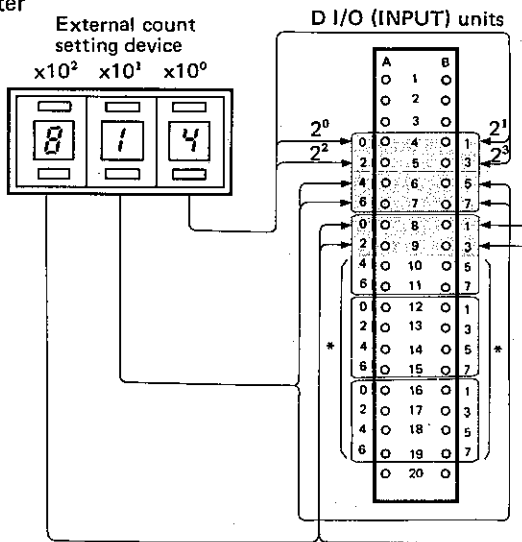 ter
External count
setting device
D I/O (INPUT) units
x10² x10¹ x10⁰
8 1 4
A B
1
2
3
2⁰ 0 4 1 2¹
2² 2 5 3 2³
4 6 5
6 7 7
0 8 1
2 9 3
4 10 5
6 11 7
0 12 1
2 13 3
* 4 14 5 *
6 15 7
0 16 1
2 17 3
4 18 5
6 19 7
20